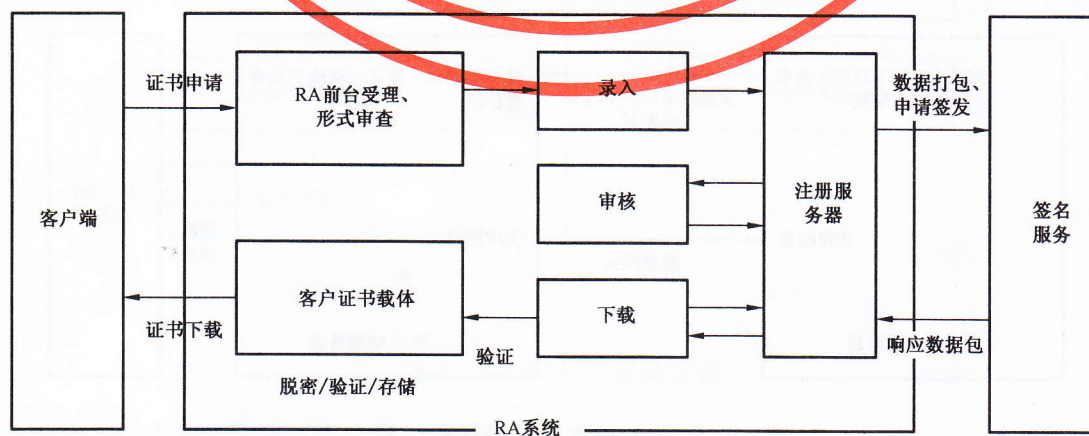 证书申请
RA前台受理、
形式审查
录入
数据打包、
申请签发
客户端
审核
注册服
务器
签名
服务
客户证书载体
下载
证书下载
验证
响应数据包
脱密/验证/存储
RA系统